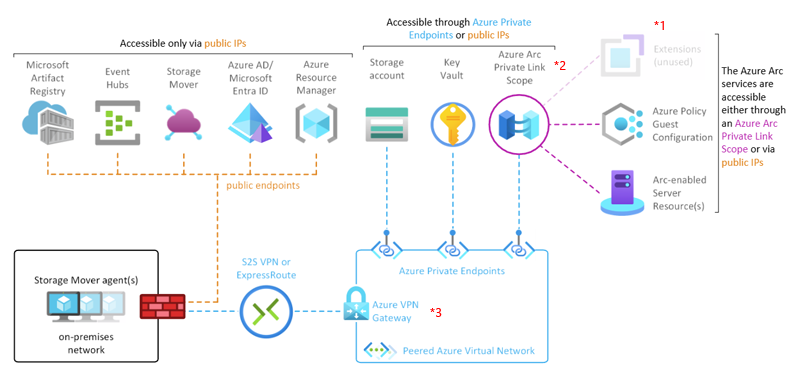 Accessible only via public IPs
Microsoft
Artifact
Registry
Event
Hubs
Storage
Mover
Azure AD/
Microsoft
Entra ID
Azure
Resource
Manager
public endpoints
Accessible through Azure Private
Endpoints or public IPs
Storage
account
Key
Vault
Azure Arc
Private Link
Scope
*2
*1
Extensions
(unused)
Azure Policy
Guest
Configuration
Arc-enabled
Server
Resource(s)
The Azure Arc
services are
accessible
either through
an Azure Arc
Private Link
Scope or via
public IPs
Storage Mover agent(s)
on-premises
network
S2S VPN or
ExpressRoute
Azure Private Endpoints
Azure VPN
Gateway
*3
Peered Azure Virtual Network